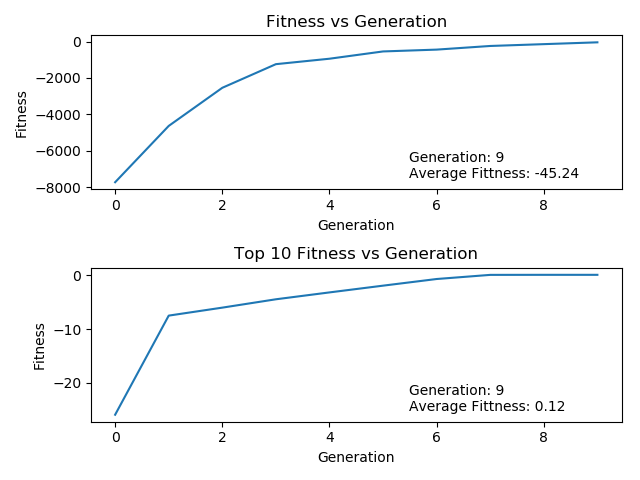 Fitness vs Generation
0
−2000
−4000
−6000
−8000
Fitness
Generation: 9
Average Fittness: -45.24
0 2 4 6 8
Generation
Top 10 Fitness vs Generation
0
−10
−20
Fitness
Generation: 9
Average Fittness: 0.12
0 2 4 6 8
Generation